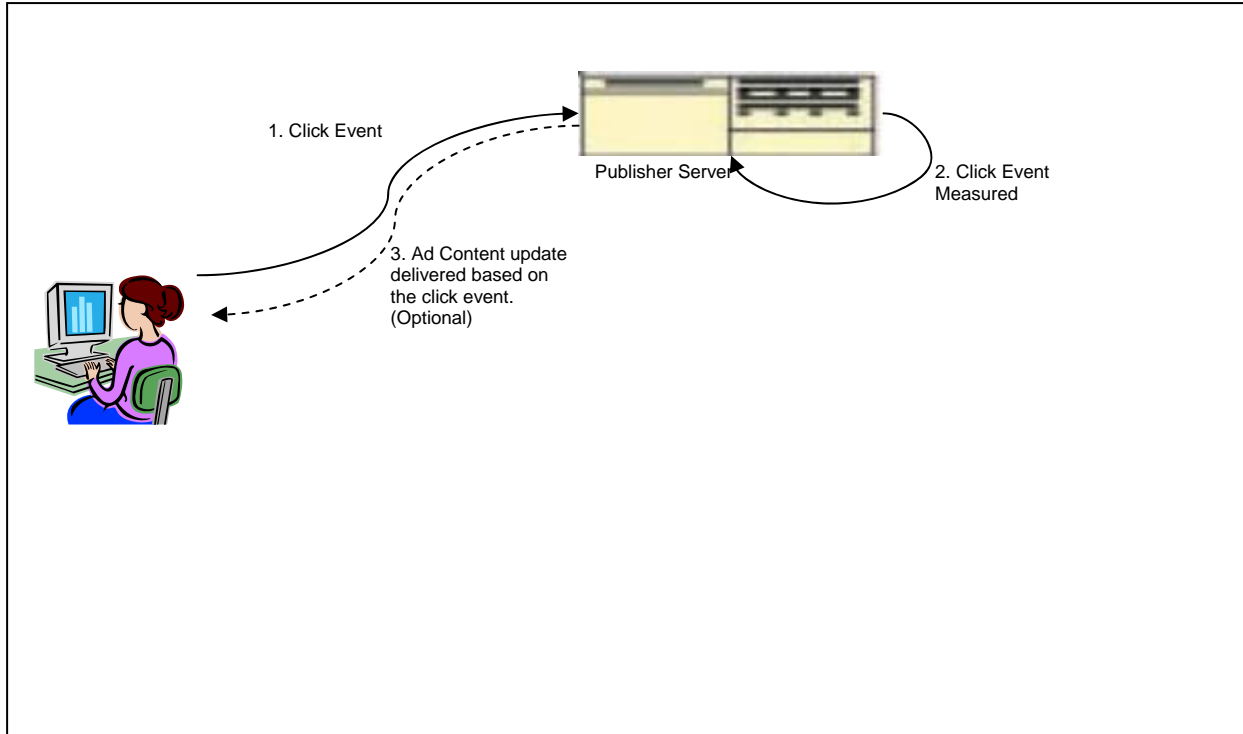 1. Click Event
Publisher Server
2. Click Event
Measured
3. Ad Content update
delivered based on
the click event.
(Optional)